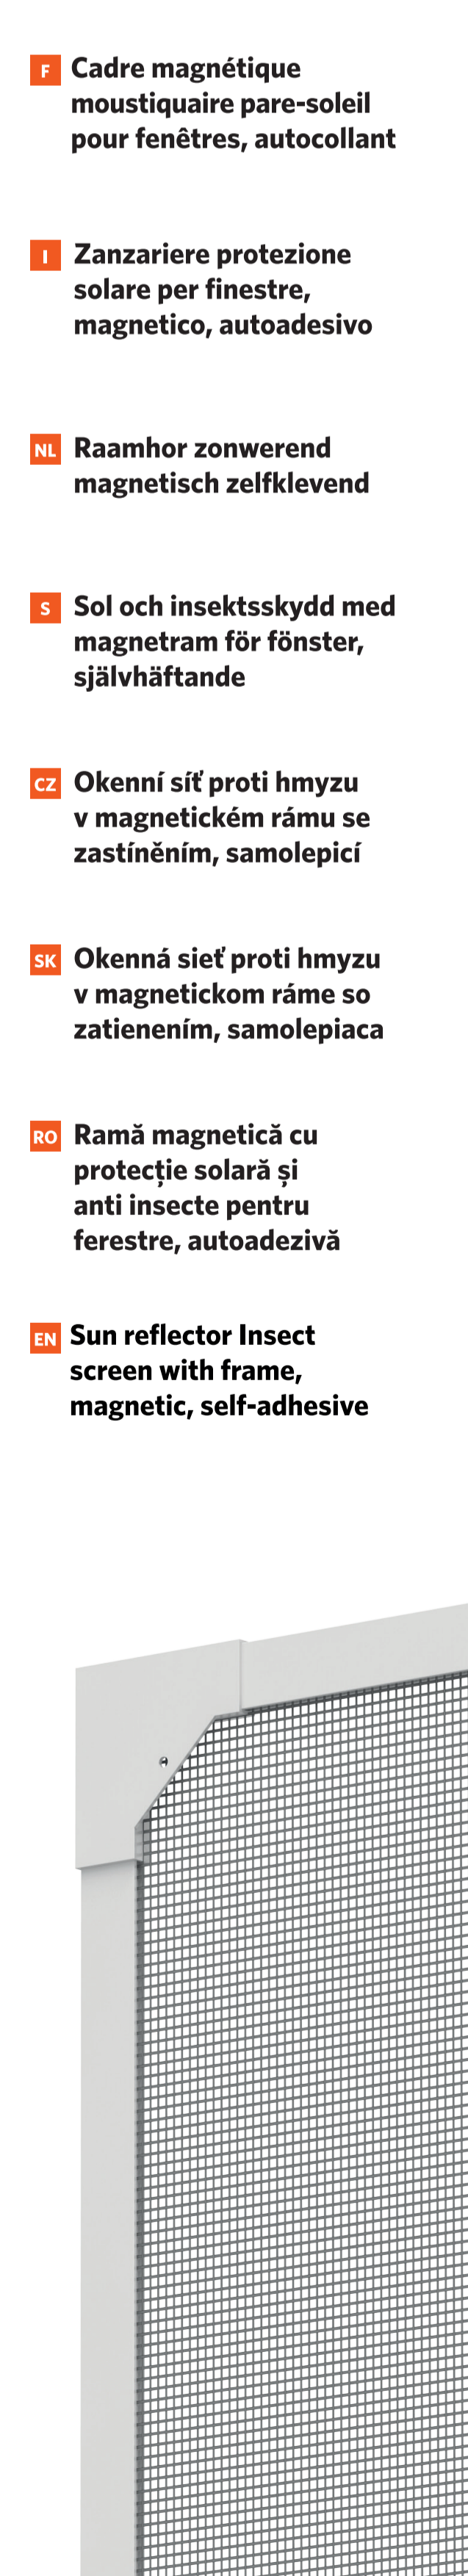 F Cadre magnétique
moustiquaire pare-soleil
pour fenêtres, autocollant
I Zanzariere protezione
solare per finestre,
magnetico, autoadesivo
NL Raamhor zonwerend
magnetisch zelfklevend
S Sol och insektsskydd med
magnetram för fönster,
självhäftande
CZ Okenní síť proti hmyzu
v magnetickém rámu se
zastíněním, samolepicí
SK Okenná sieť proti hmyzu
v magnetickom ráme so
zatienením, samolepiaca
RO Ramă magnetică cu
protecție solară și
anti insecte pentru
ferestre, autoadezivă
EN Sun reflector Insect
screen with frame,
magnetic, self-adhesive